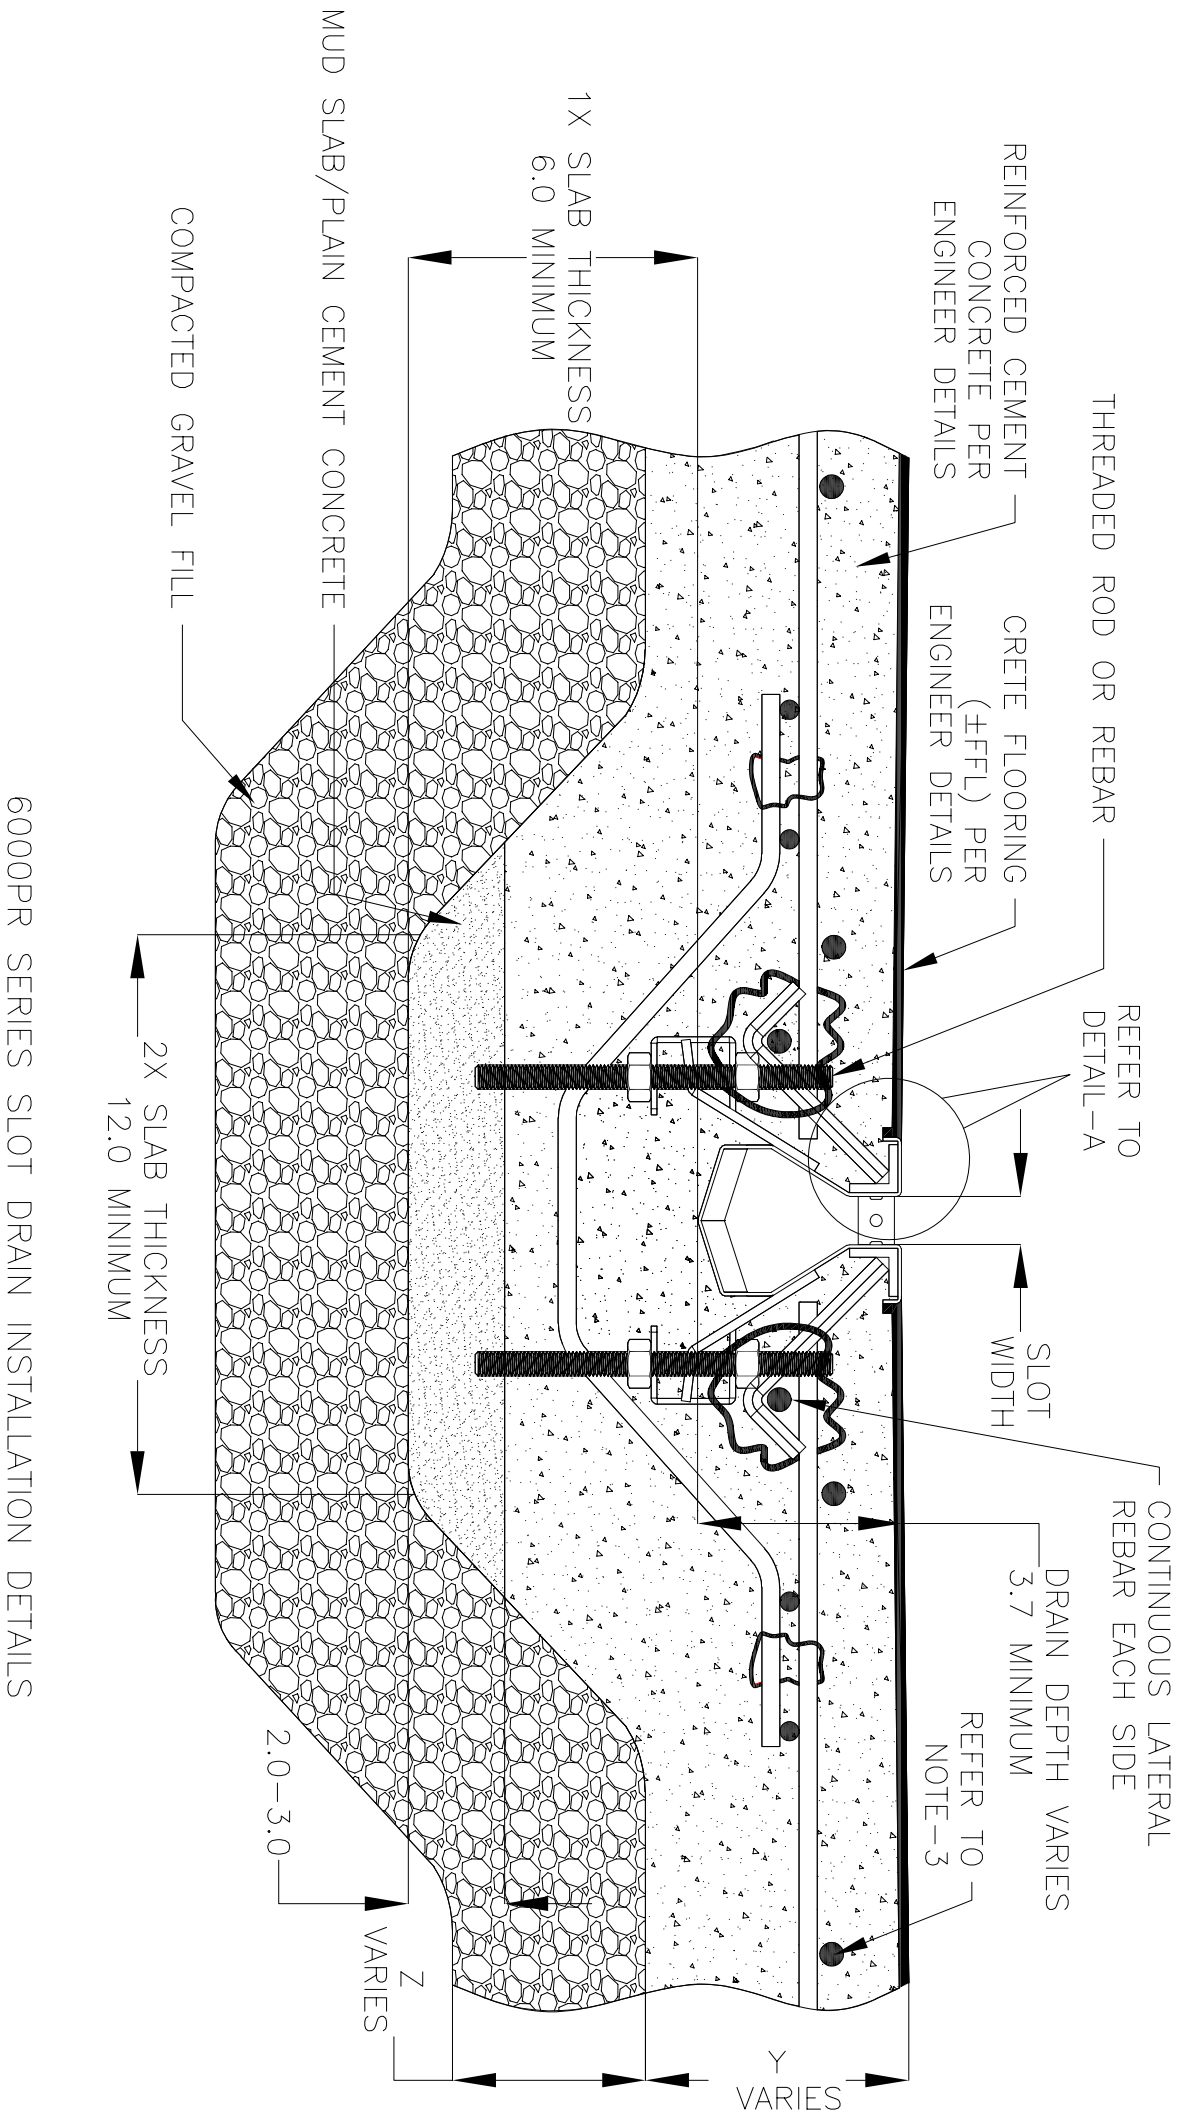 REFER TO
DETAIL-A
SLOT
WIDTH
CONTINUOUS LATERAL
REBAR EACH SIDE
THREADED ROD OR REBAR
REINFORCED CEMENT
CONCRETE PER
ENGINEER DETAILS
CRETE FLOORING
(±FFL) PER
ENGINEER DETAILS
DRAIN DEPTH VARIES
3.7 MINIMUM
REFER TO
NOTE-3
Y
VARIES
1X SLAB THICKNESS
6.0 MINIMUM
MUD SLAB/PLAIN CEMENT CONCRETE
COMPACTED GRAVEL FILL
Z
VARIES
2.0-3.0
2X SLAB THICKNESS
12.0 MINIMUM
6000PR SERIES SLOT DRAIN INSTALLATION DETAILS